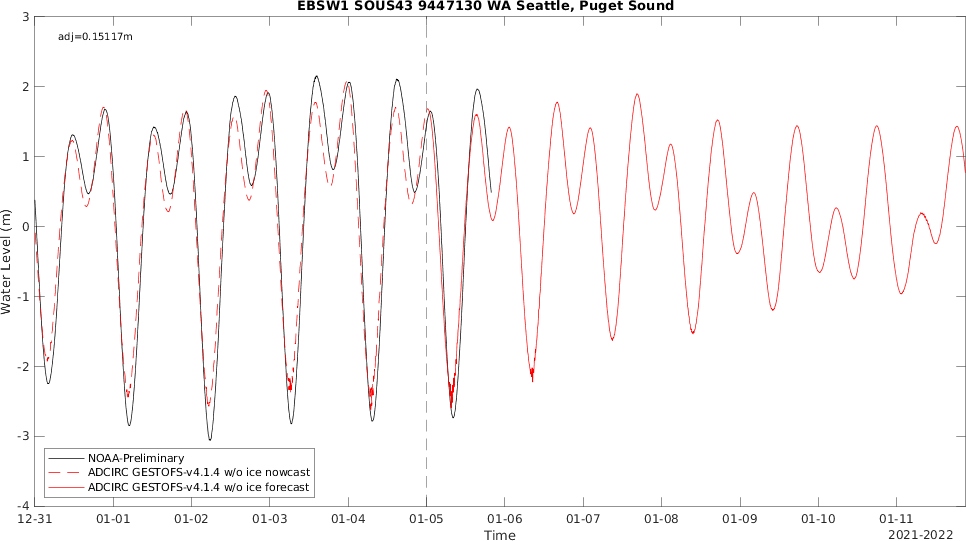 EBSW1 SOUS43 9447130 WA Seattle, Puget Sound
adj=0.15117m
Water Level (m)
3
2
1
0
-1
-2
-3
-4
NOAA-Preliminary
ADCIRC GESTOFS-v4.1.4 w/o ice nowcast
ADCIRC GESTOFS-v4.1.4 w/o ice forecast
12-31 01-01 01-02 01-03 01-04 01-05 01-06 01-07 01-08 01-09 01-10 01-11
Time
2021-2022